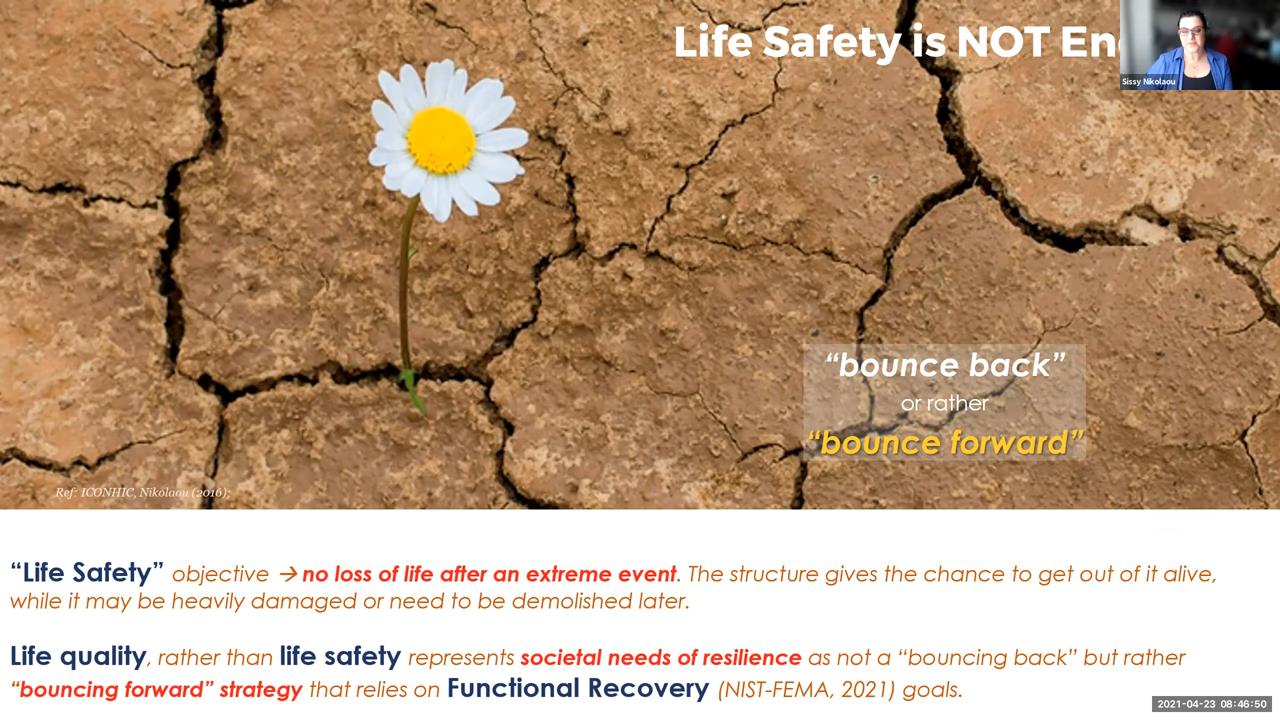 Life Safety is NOT
Sissy Nikolaou
“bounce back”
or rather
“bounce forward”
Ref: ICONHIC, Nikolaou (2016);
“Life Safety” objective → no loss of life after an extreme event. The structure gives the chance to get out of it alive,
while it may be heavily damaged or need to be demolished later.
Life quality, rather than life safety represents societal needs of resilience as not a “bouncing back” but rather
“bouncing forward” strategy that relies on Functional Recovery (NIST-FEMA, 2021) goals.
2021-04-23 08:46:50